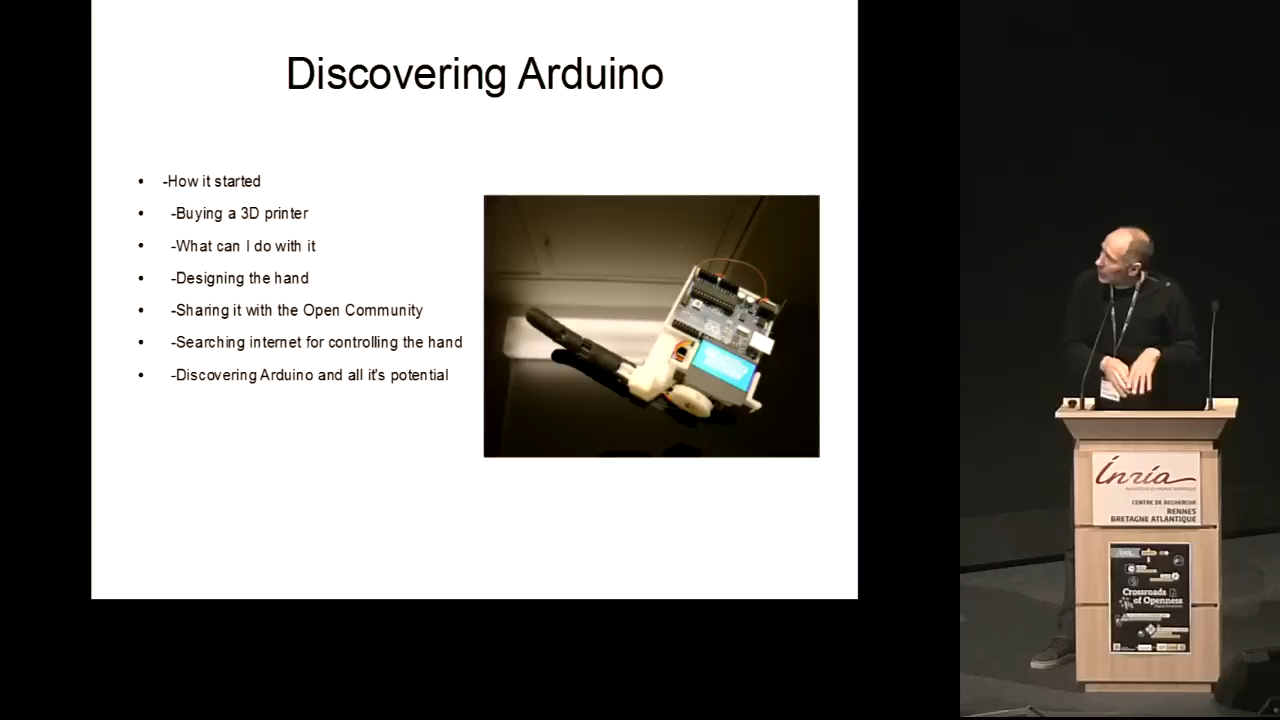 Discovering Arduino
• -How it started
• -Buying a 3D printer
• -What can I do with it
• -Designing the hand
• -Sharing it with the Open Community
• -Searching internet for controlling the hand
• -Discovering Arduino and all it's potential
Inria
CENTRE DE RECHERCHE
RENNES
BRETAGNE ATLANTIQUE
Crossroads
of Openness